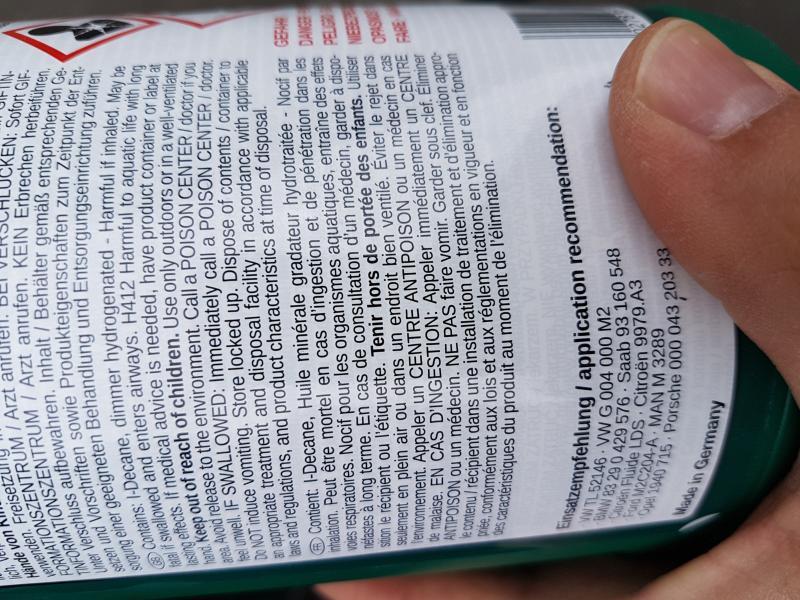 GEFAHR
DANGER
PELIGRO
OPASNO
VERSCHLUCKEN. Sofort GIF-
ZENTRUM / Arzt anrufen. KEIN Erbrechen herbeiführen.
aufbewahren. Inhalt / Behälter gemäß entsprechenden Ge-
Vorschriften sowie Produkteigenschaften zum Zeitpunkt der Ent-
Behandlung und Entsorgungseinrichtung zuführen.
Contains: I-Decane, dimmer hydrogenated - Harmful if inhaled. May be
fatal if swallowed and enters airways. H412 Harmful to aquatic life with long
lasting effects. If medical advice is needed, have product container or label at
hand. Keep out of reach of children. Use only outdoors or in a well-ventilated
area. Avoid release to the environment. Call a POISON CENTER / doctor if you
feel unwell. IF SWALLOWED: Immediately call a POISON CENTER / doctor.
Do NOT induce vomiting. Store locked up. Dispose of contents / container to
an appropriate treatment and disposal facility in accordance with applicable
laws and regulations, and product characteristics at time of disposal.
Contient: I-Decane, Huile minérale gradateur hydrotratée - Nocif par
inhalation. Peut être mortel en cas d'ingestion et de pénétration dans les
voies respiratoires. Nocif pour les organismes aquatiques, entraîne des effets
néfastes à long terme. En cas de consultation d'un médecin, garder à dispo-
sition le récipient ou l'étiquette. Tenir hors de portée des enfants. Utiliser
seulement en plein air ou dans un endroit bien ventilé. Éviter le rejet dans
l'environnement. Appeler un CENTRE ANTIPOISON ou un médecin en cas
de malaise. EN CAS D'INGESTION: Appeler immédiatement un CENTRE
ANTIPOISON ou un médecin. NE PAS faire vomir. Garder sous clef. Éliminer
le contenu / récipient dans une installation de traitement et d'élimination appro-
priée, conformément aux lois et aux réglementations en vigueur et en fonction
des caractéristiques du produit au moment de l'élimination.
Einsatzempfehlung / application recommendation:
VW TL 52146 · VW G 004 000 M2
BMW 83 29 0 429 576 · Saab 93 160 548
Citroën Fluide LDS · Citroën 9979.A3
Ford M2C204-A · MAN M 3289
Opel 1940 715 · Porsche 000 043 203 33
Made in Germany